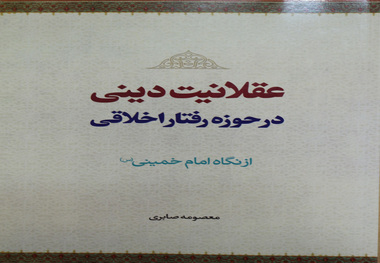 عقلانیت دینی
در حوزه رفتار اخلاقی
از نگاه امام خمینی(س)
معصومه صابری